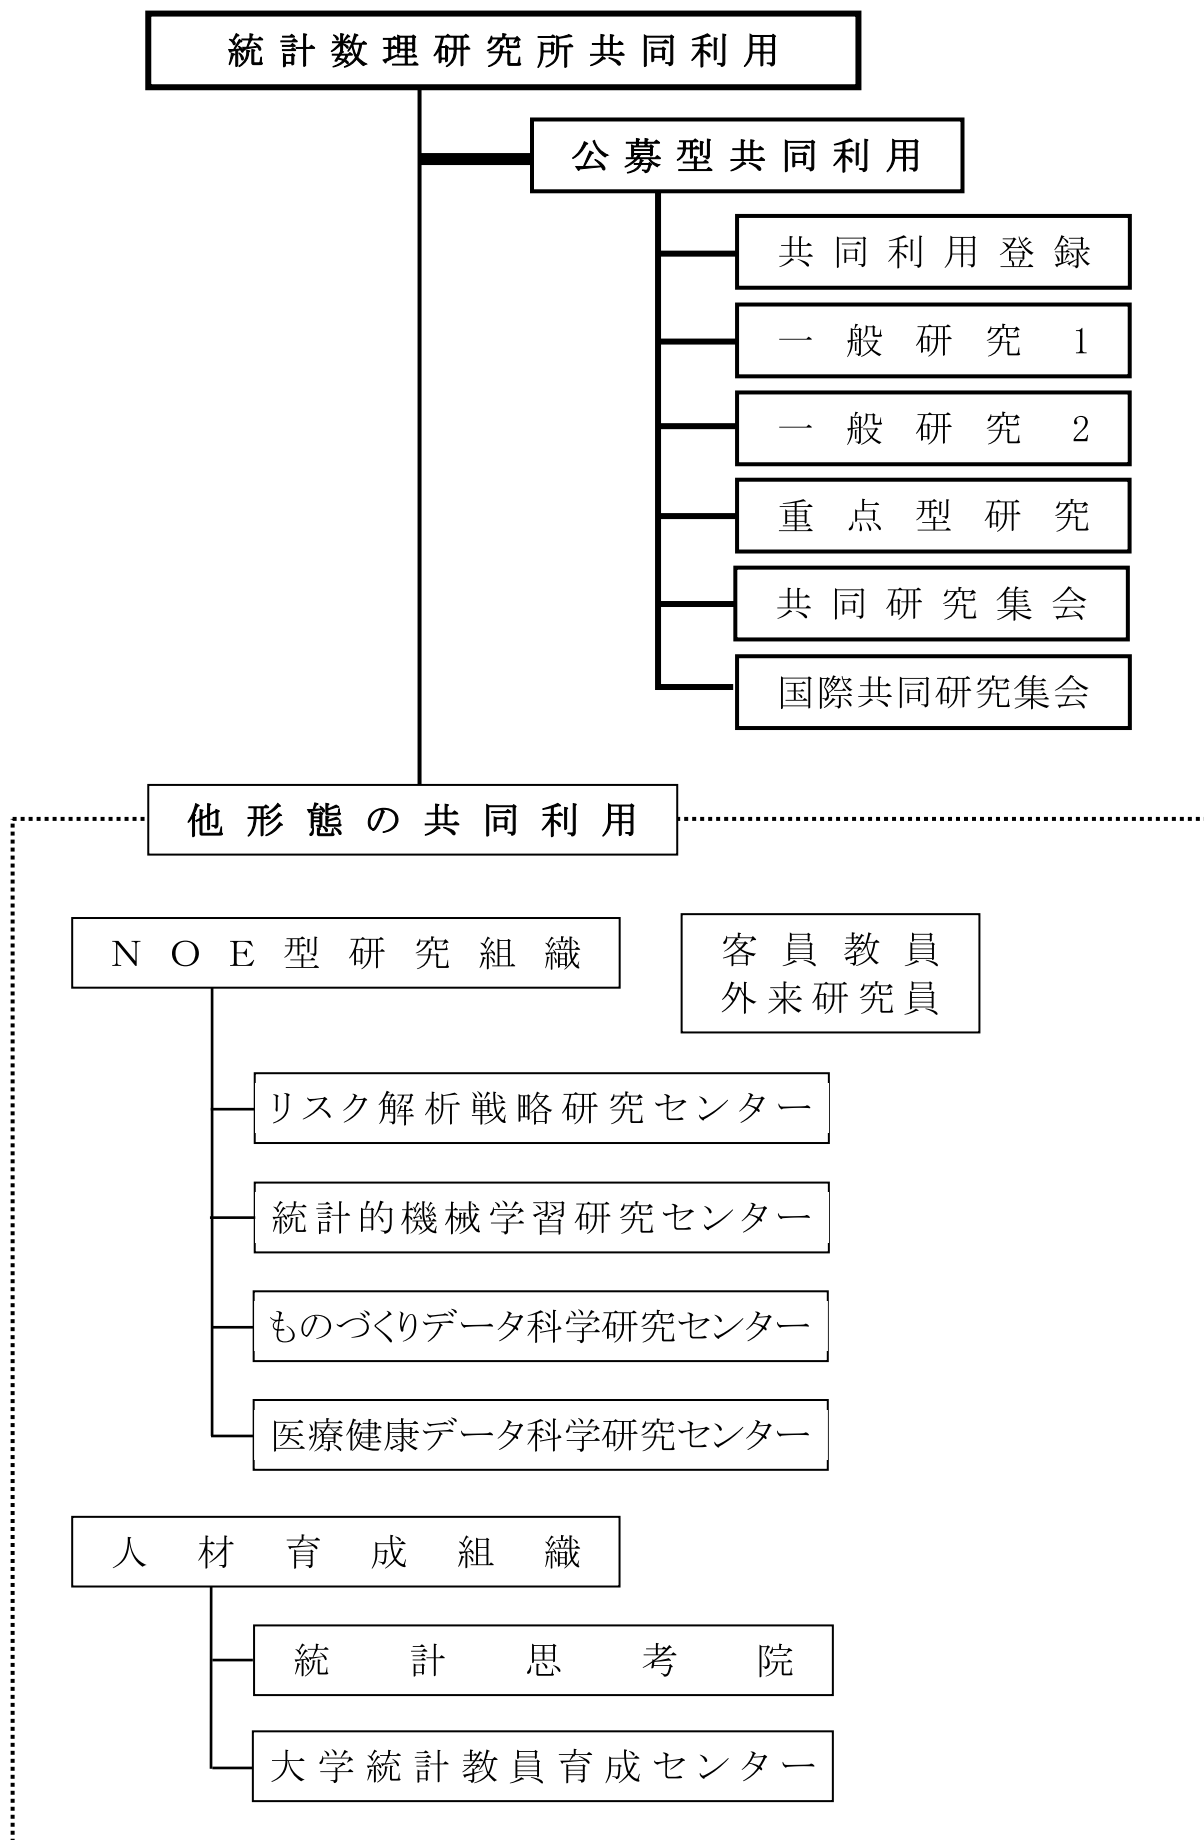 統計数理研究所共同利用
公募型共同利用
共同利用登録
一般研究1
一般研究2
重点型研究
共同研究集会
国際共同研究集会
他形態の共同利用
NOE型研究組織
客員教員
外来研究員
リスク解析戦略研究センター
統計的機械学習研究センター
ものづくりデータ科学研究センター
医療健康データ科学研究センター
人材育成組織
統計思考院
大学統計教員育成センター